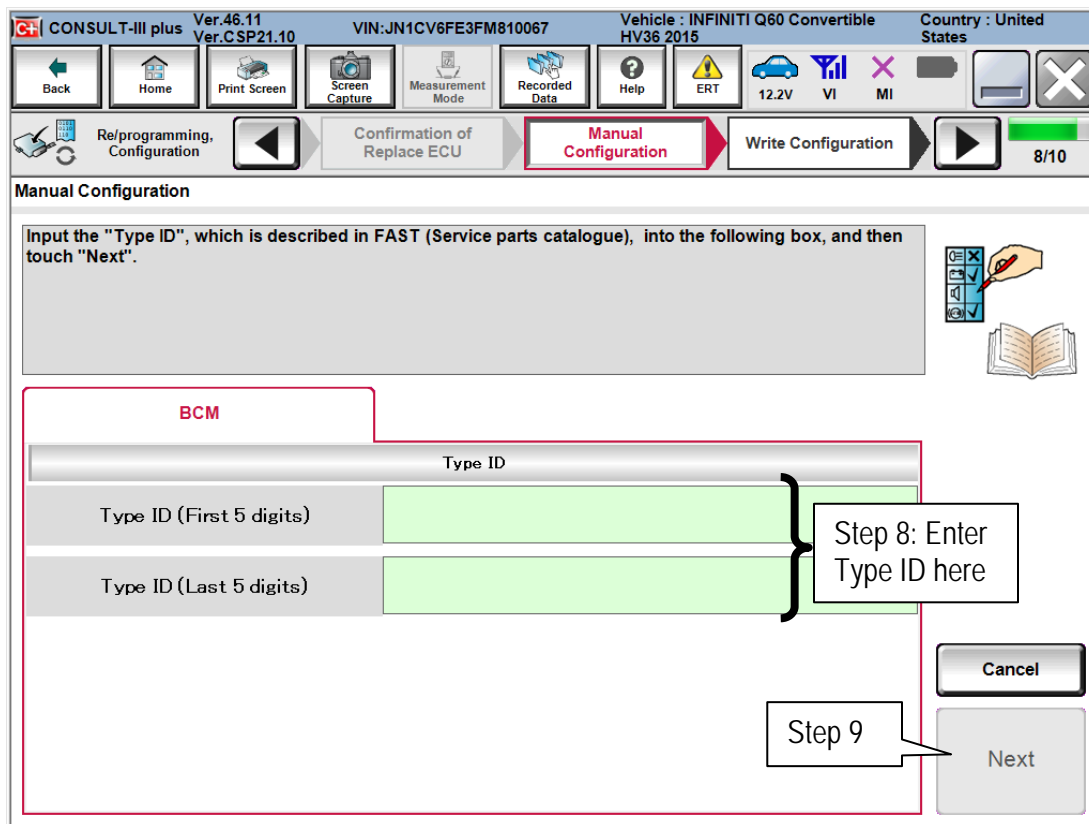 C+ CONSULT-III plus Ver.46.11
Ver.CSP21.10
VIN:JN1CV6FE3FM810067
Vehicle : INFINITI Q60 Convertible
HV36 2015
Country : United
States
Back
Home
Print Screen
Screen
Capture
Measurement
Mode
Recorded
Data
Help
ERT
12.2V
VI
MI
Re/programming,
Configuration
Confirmation of
Replace ECU
Manual
Configuration
Write Configuration
8/10
Manual Configuration
Input the "Type ID", which is described in FAST (Service parts catalogue), into the following box, and then
touch "Next".
BCM
Type ID
Type ID (First 5 digits)
Type ID (Last 5 digits)
Step 8: Enter
Type ID here
Cancel
Step 9
Next